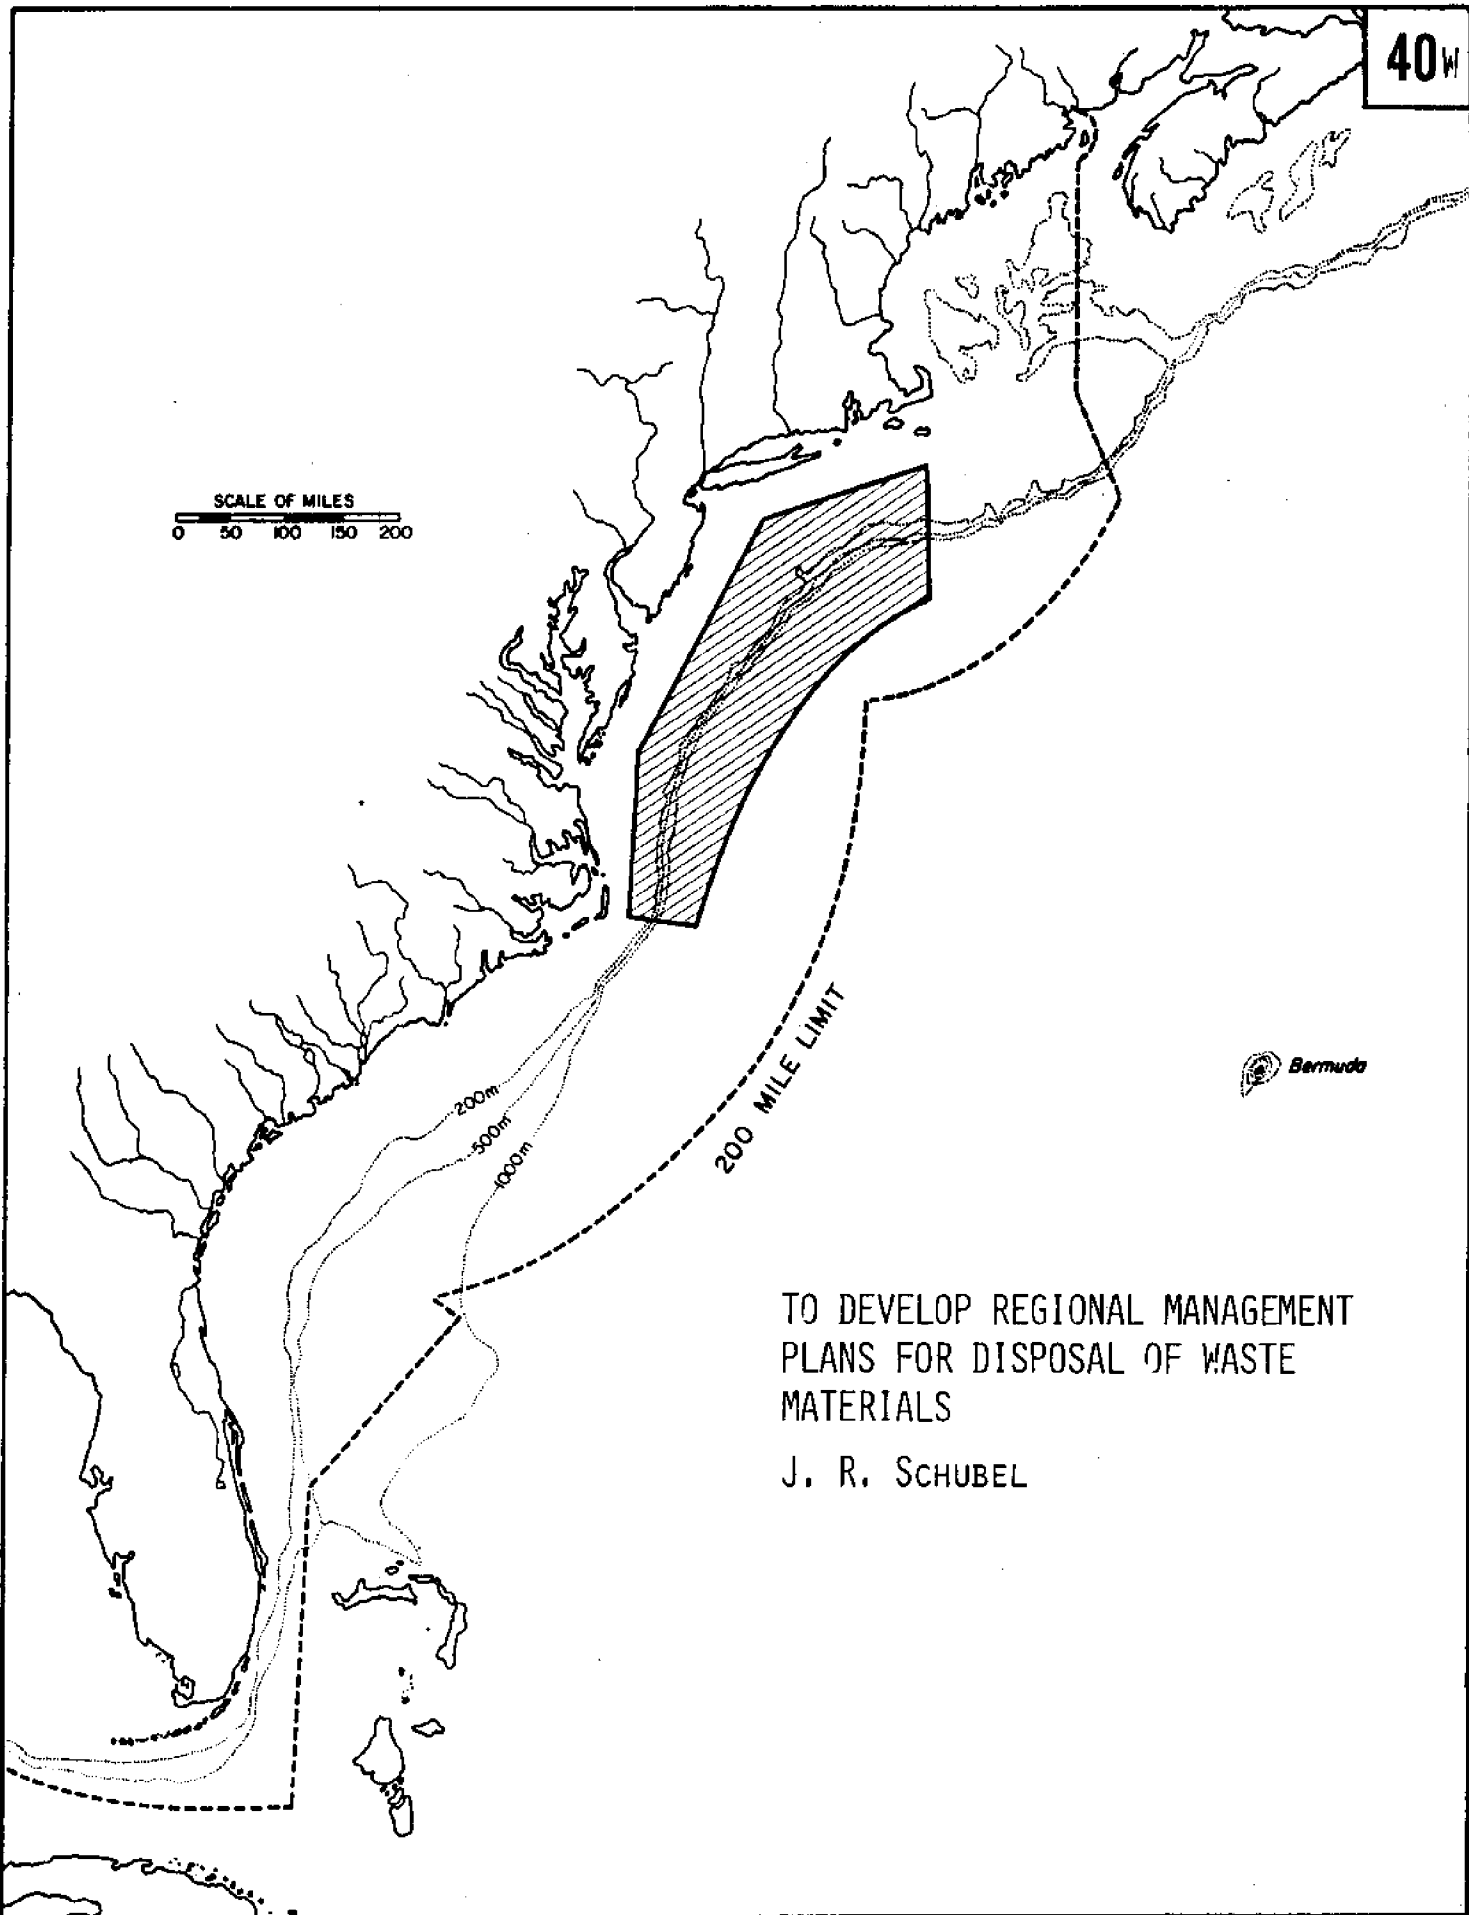 40W
SCALE OF MILES
0 50 100 150 200
200m
500m
1000m
200 MILE LIMIT
Bermuda
TO DEVELOP REGIONAL MANAGEMENT
PLANS FOR DISPOSAL OF WASTE
MATERIALS
J. R. SCHUBEL